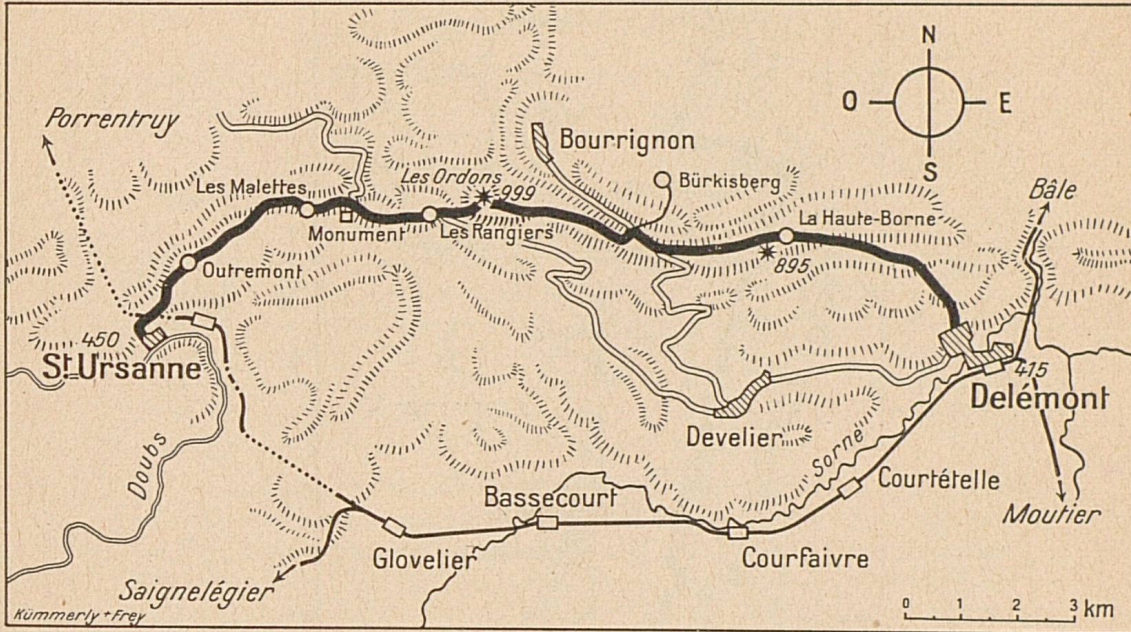 N
O E
S
Porrentruy
Bourrignon
Les Malettes
Les Ordons
999
Bürkisberg
Bâle
Monument
Les Rangiers
La Haute-Borne
895
Outremont
450
St Ursanne
415
Delémont
Develier
Doubs
Sorne
Courtételle
Bassecourt
Moutier
Glovelier
Courfaivre
Saignelégier
Kümmerly + Frey
0 1 2 3 km